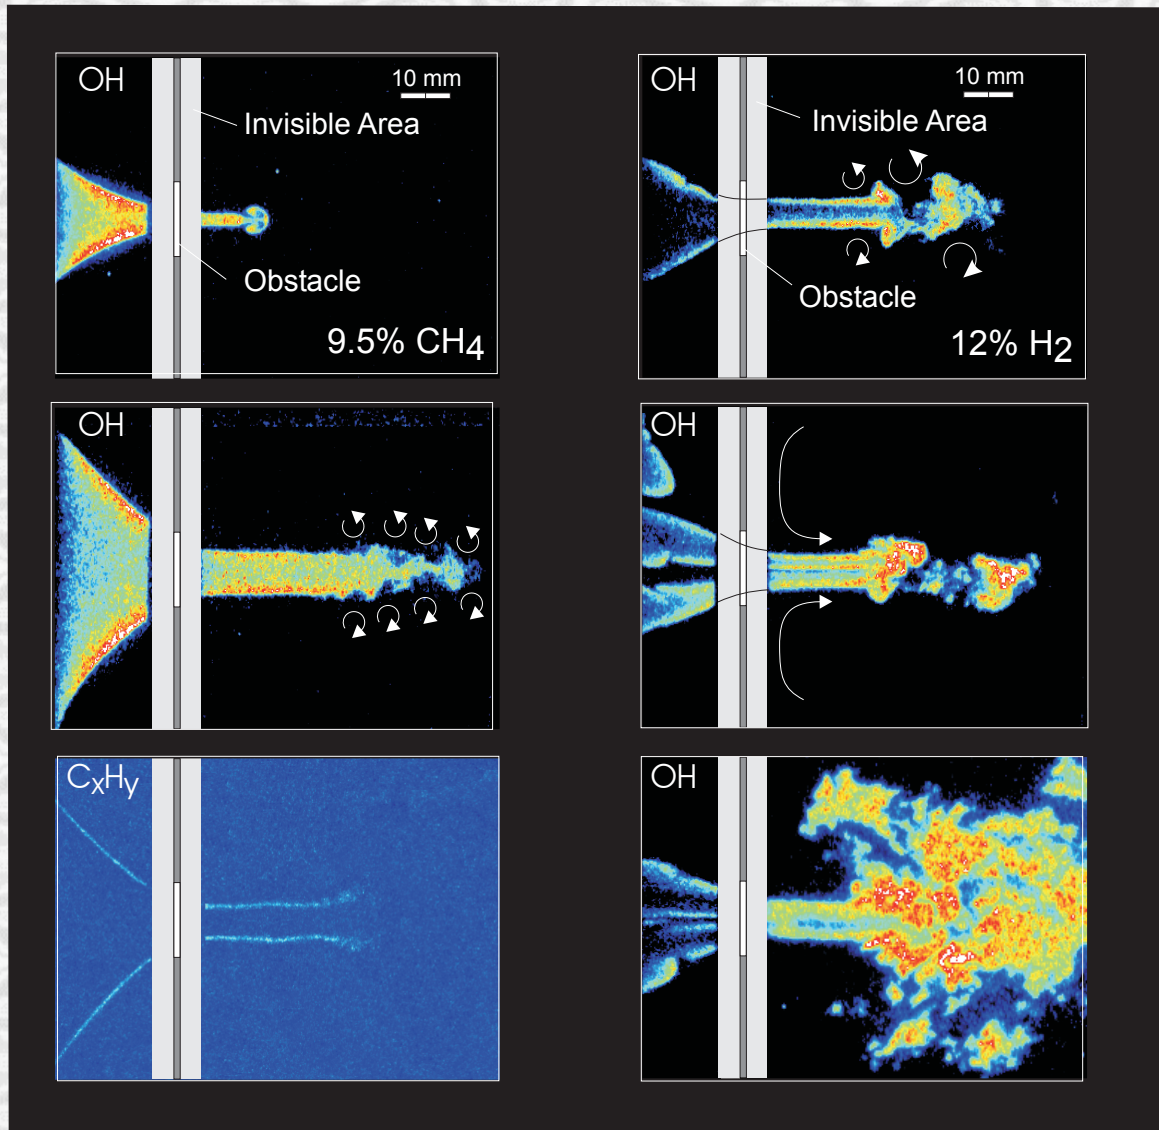 OH
10 mm
Invisible Area
Obstacle
9.5% CH4
OH
10 mm
Invisible Area
Obstacle
12% H2
OH
OH
CxHy
OH